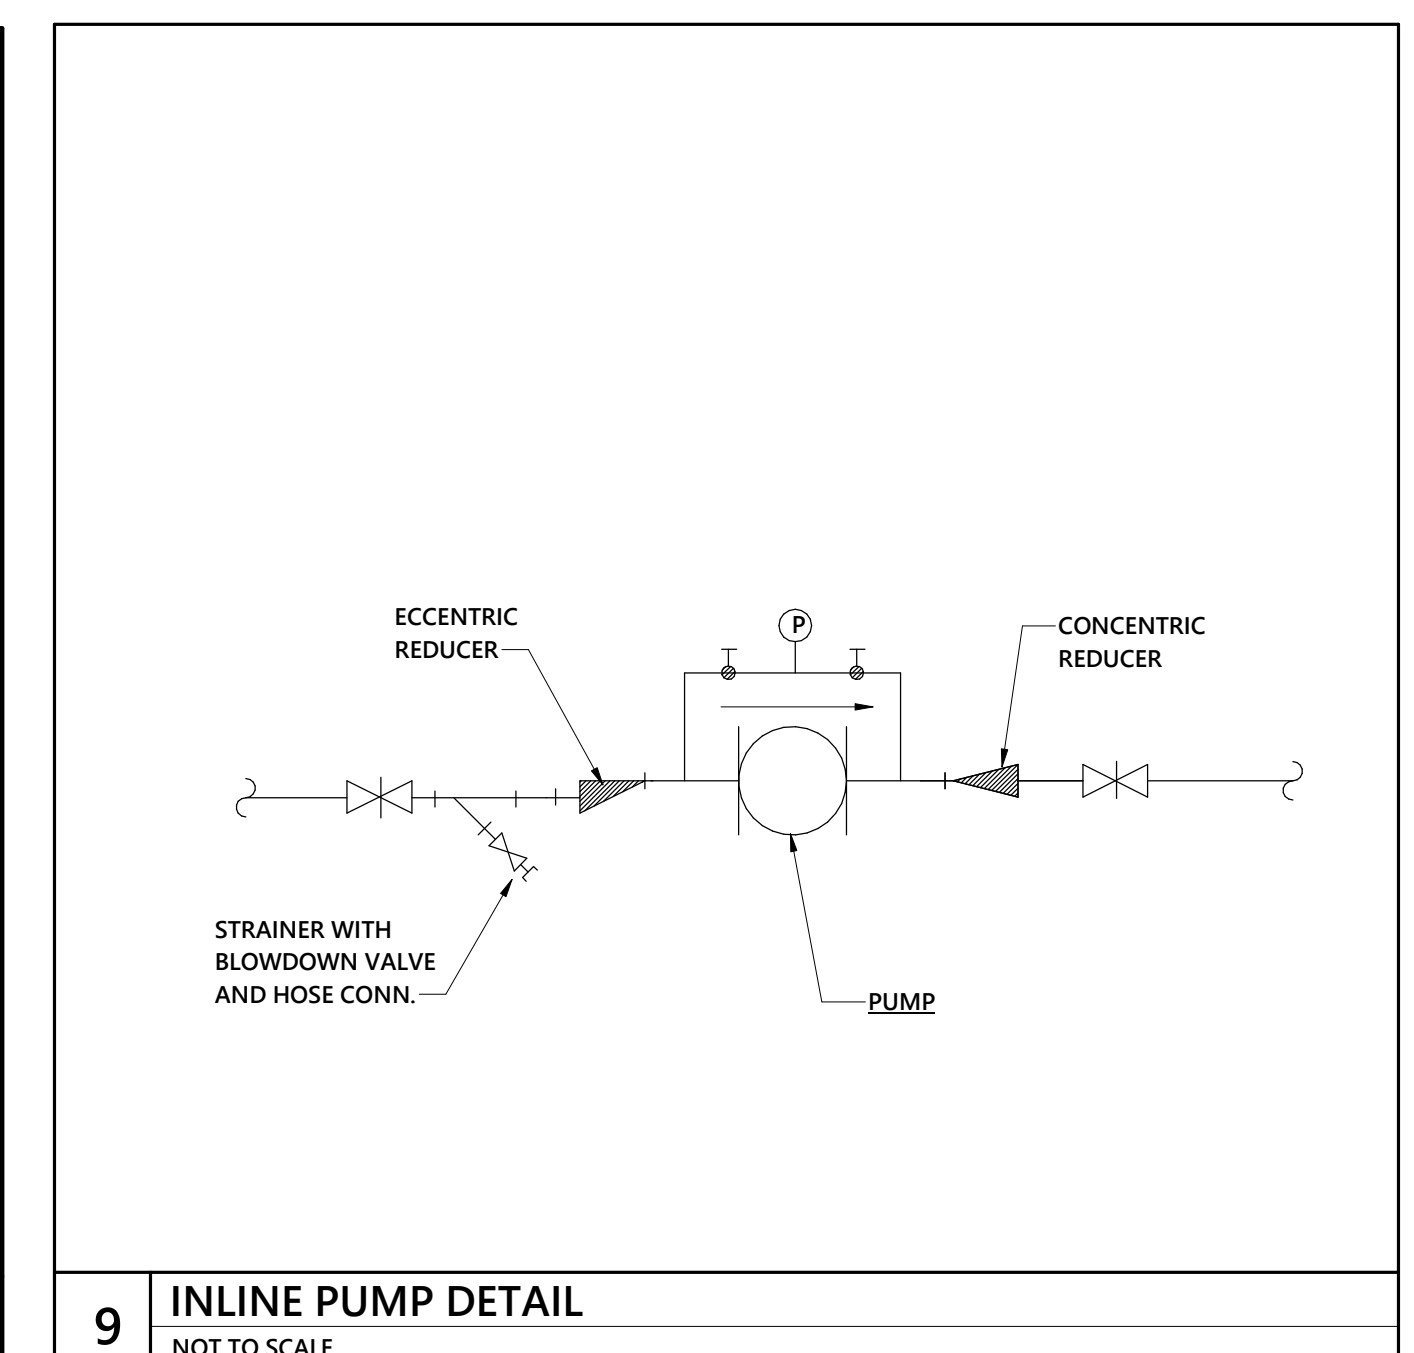 ECCENTRIC
REDUCER
P
CONCENTRIC
REDUCER
STRAINER WITH
BLOWDOWN VALVE
AND HOSE CONN.
PUMP
9
INLINE PUMP DETAIL
NOT TO SCALE